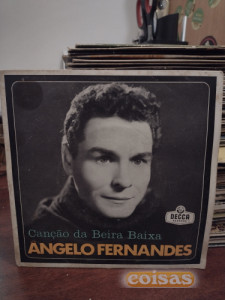 Canção da Beira Baixa
DECCA
ANGELO FERNANDES
coisas